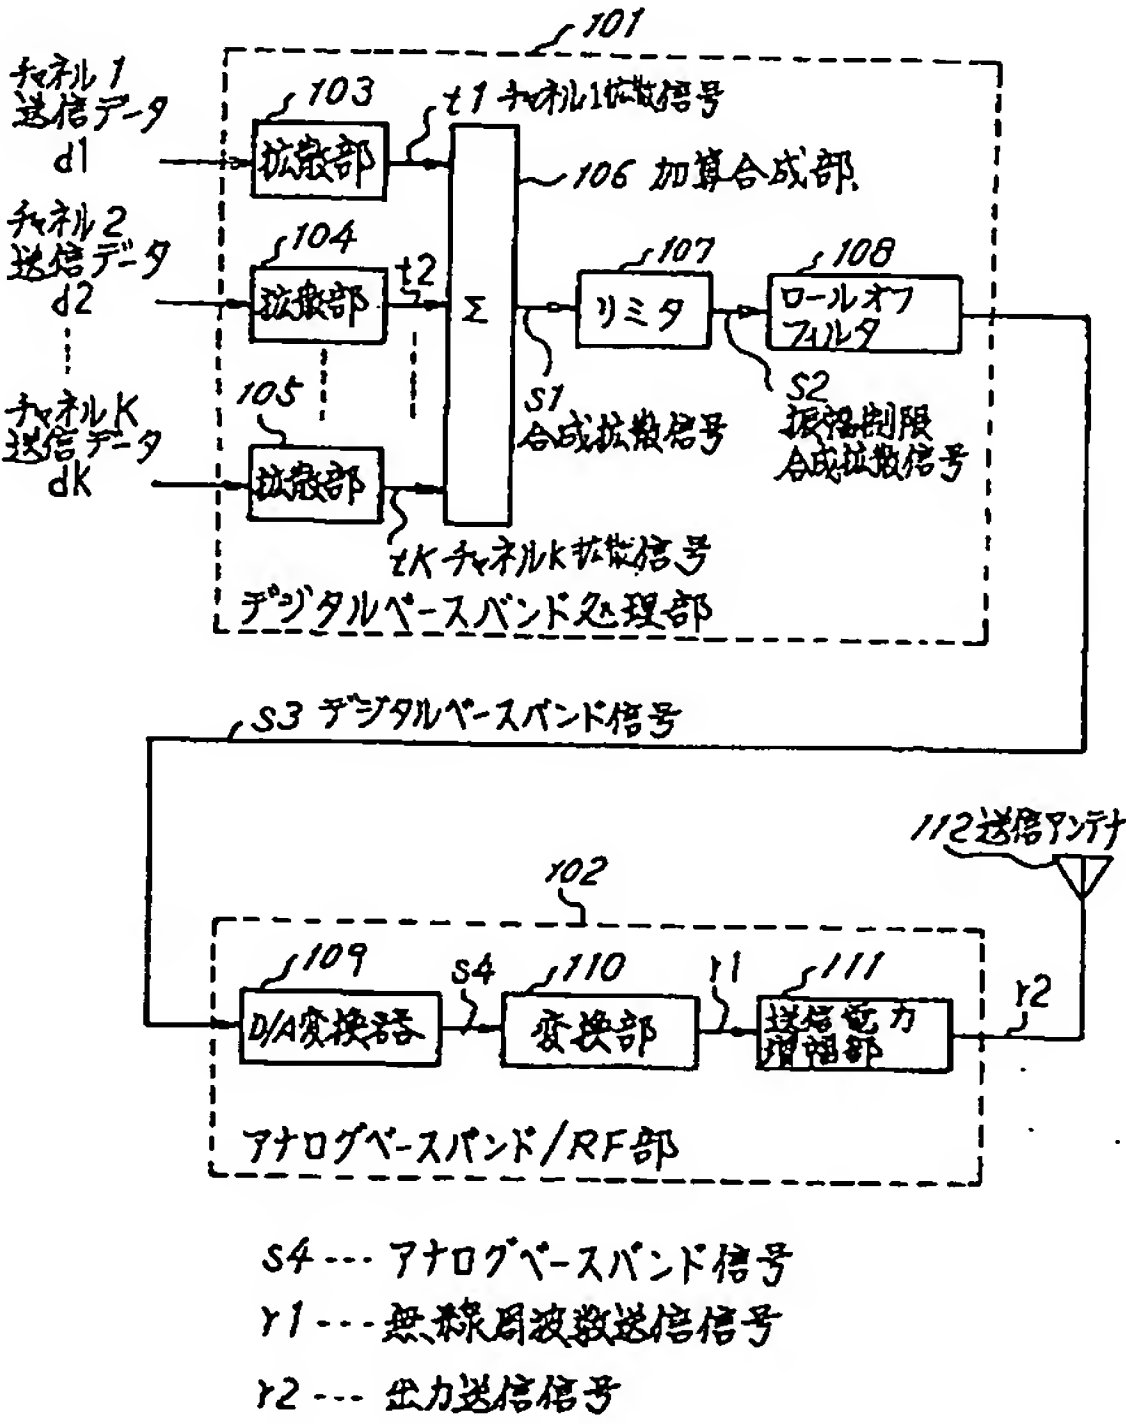 101
チャネル1
送信データ
d1
103
拡散部
t1 チャネル1拡散信号
106 加算合成部
チャネル2
送信データ
d2
104
拡散部
t2
Σ
107
リミタ
108
ロールオフ
フィルタ
チャネルK
送信データ
dK
105
拡散部
S1
合成拡散信号
S2
振幅制限
合成拡散信号
tK チャネルK拡散信号
デジタルベースバンド処理部
S3 デジタルベースバンド信号
112 送信アンテナ
102
109
D/A変換器
S4
110
変換部
r1
111
送信電力
増幅部
r2
アナログベースバンド/RF部
S4 --- アナログベースバンド信号
r1 --- 無線周波数送信信号
r2 --- 出力送信信号